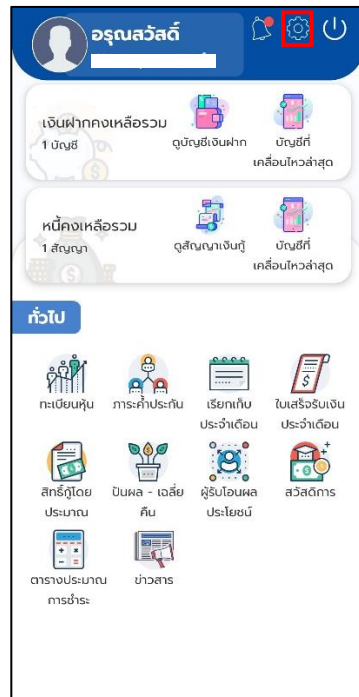 อรุณสวัสดิ์
เงินฝากคงเหลือรวม
1 บัญชี
ดูบัญชีเงินฝาก
บัญชีที่
เคลื่อนไหวล่าสุด
หนี้คงเหลือรวม
1 สัญญา
ดูสัญญาเงินกู้
บัญชีที่
เคลื่อนไหวล่าสุด
ทั่วไป
ทะเบียนหุ้น
ภาระค้ำประกัน
เรียกเก็บ
ประจำเดือน
ใบเสร็จรับเงิน
ประจำเดือน
สิทธิ์กู้โดย
ประมาณ
ปันผล - เฉลี่ย
คืน
ผู้รับโอนผล
ประโยชน์
สวัสดิการ
ตารางประมาณ
การชำระ
ข่าวสาร